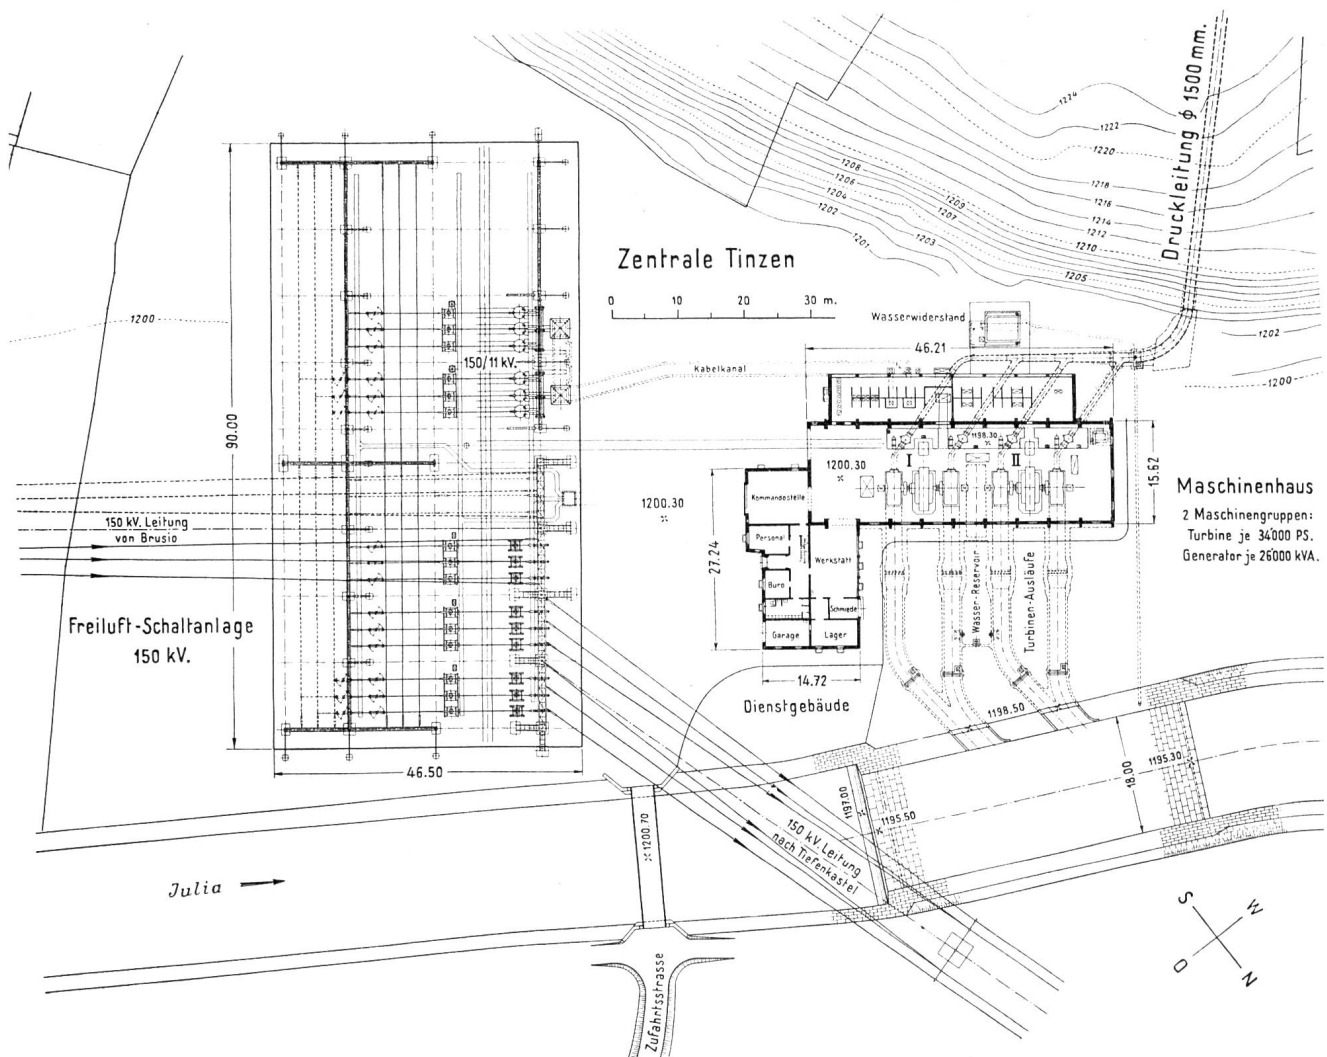 Zentrale Tinzen
0 10 20 30 m.
Druckleitung ϕ 1500 mm.
1224
1222
1220
1218
1216
1214
1212
1210
1209
1208
1207
1206
1205
1204
1203
1202
1201
1202
1200
1200
Wasserwiderstand
46.21
Kabelkanal
150/11 kV.
90.00
1198.30
I
II
1200.30
1200.30
15.62
Maschinenhaus
2 Maschinengruppen:
Turbine je 34000 PS.
Generator je 26000 kVA.
Kommandostelle
Personal
Büro
Werkstatt
Schmiede
Garage
Lager
27.24
14.72
Dienstgebäude
Wasser-Reservoir
Turbinen-Ausläufe
150 kV. Leitung
von Brusio
Freiluft-Schaltanlage
150 kV.
46.50
1198.50
18.00
1195.30
1197.00
1195.50
1200.70
150 kV. Leitung
nach Tiefenkastel
Julia
Zufahrtsstrasse
S
W
O
N